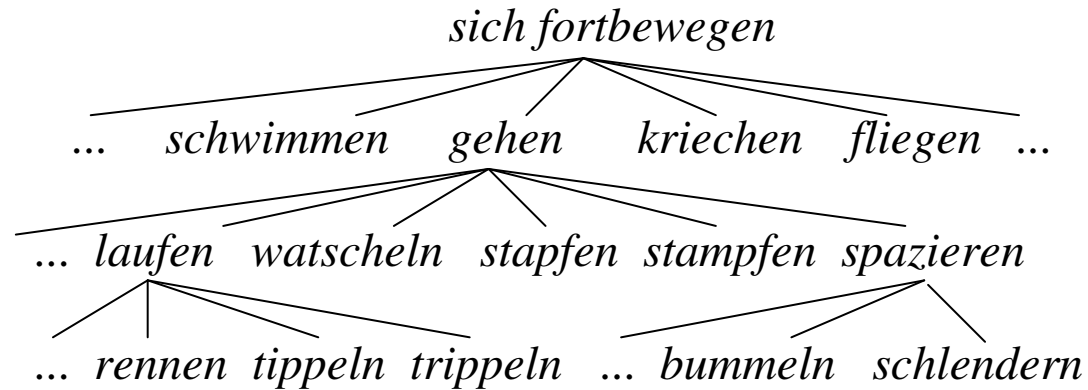 sich fortbewegen
... schwimmen gehen kriechen fliegen ...
... laufen watscheln stapfen stampfen spazieren
... rennen tippeln trippeln ... bummeln schlendern